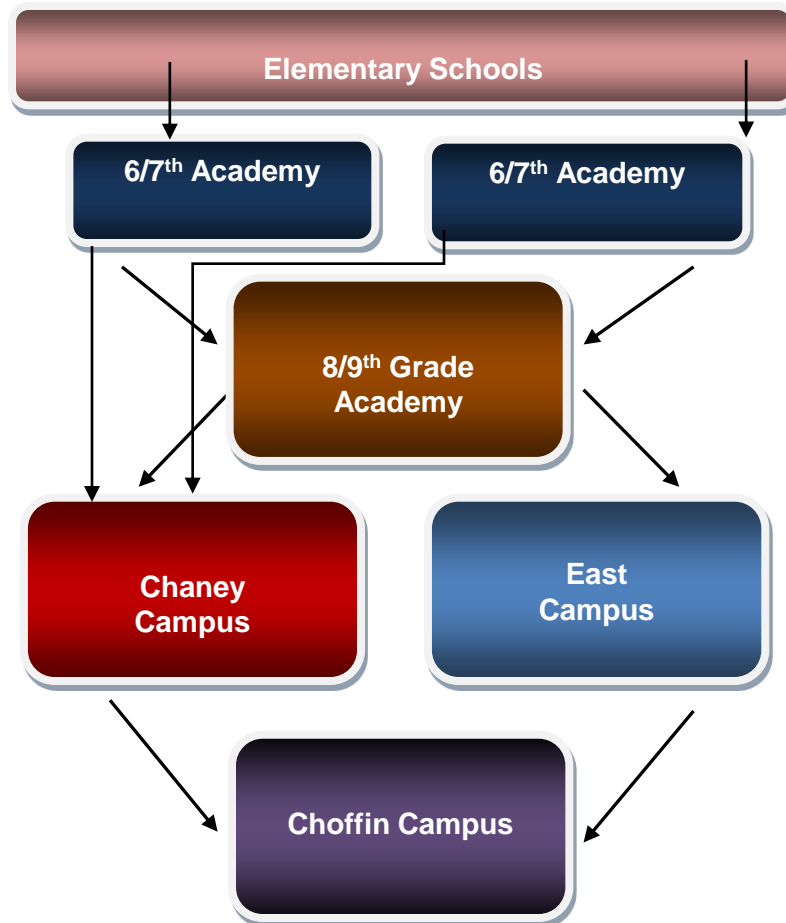 Elementary Schools
6/7th Academy
6/7th Academy
8/9th Grade
Academy
Chaney
Campus
East
Campus
Choffin Campus